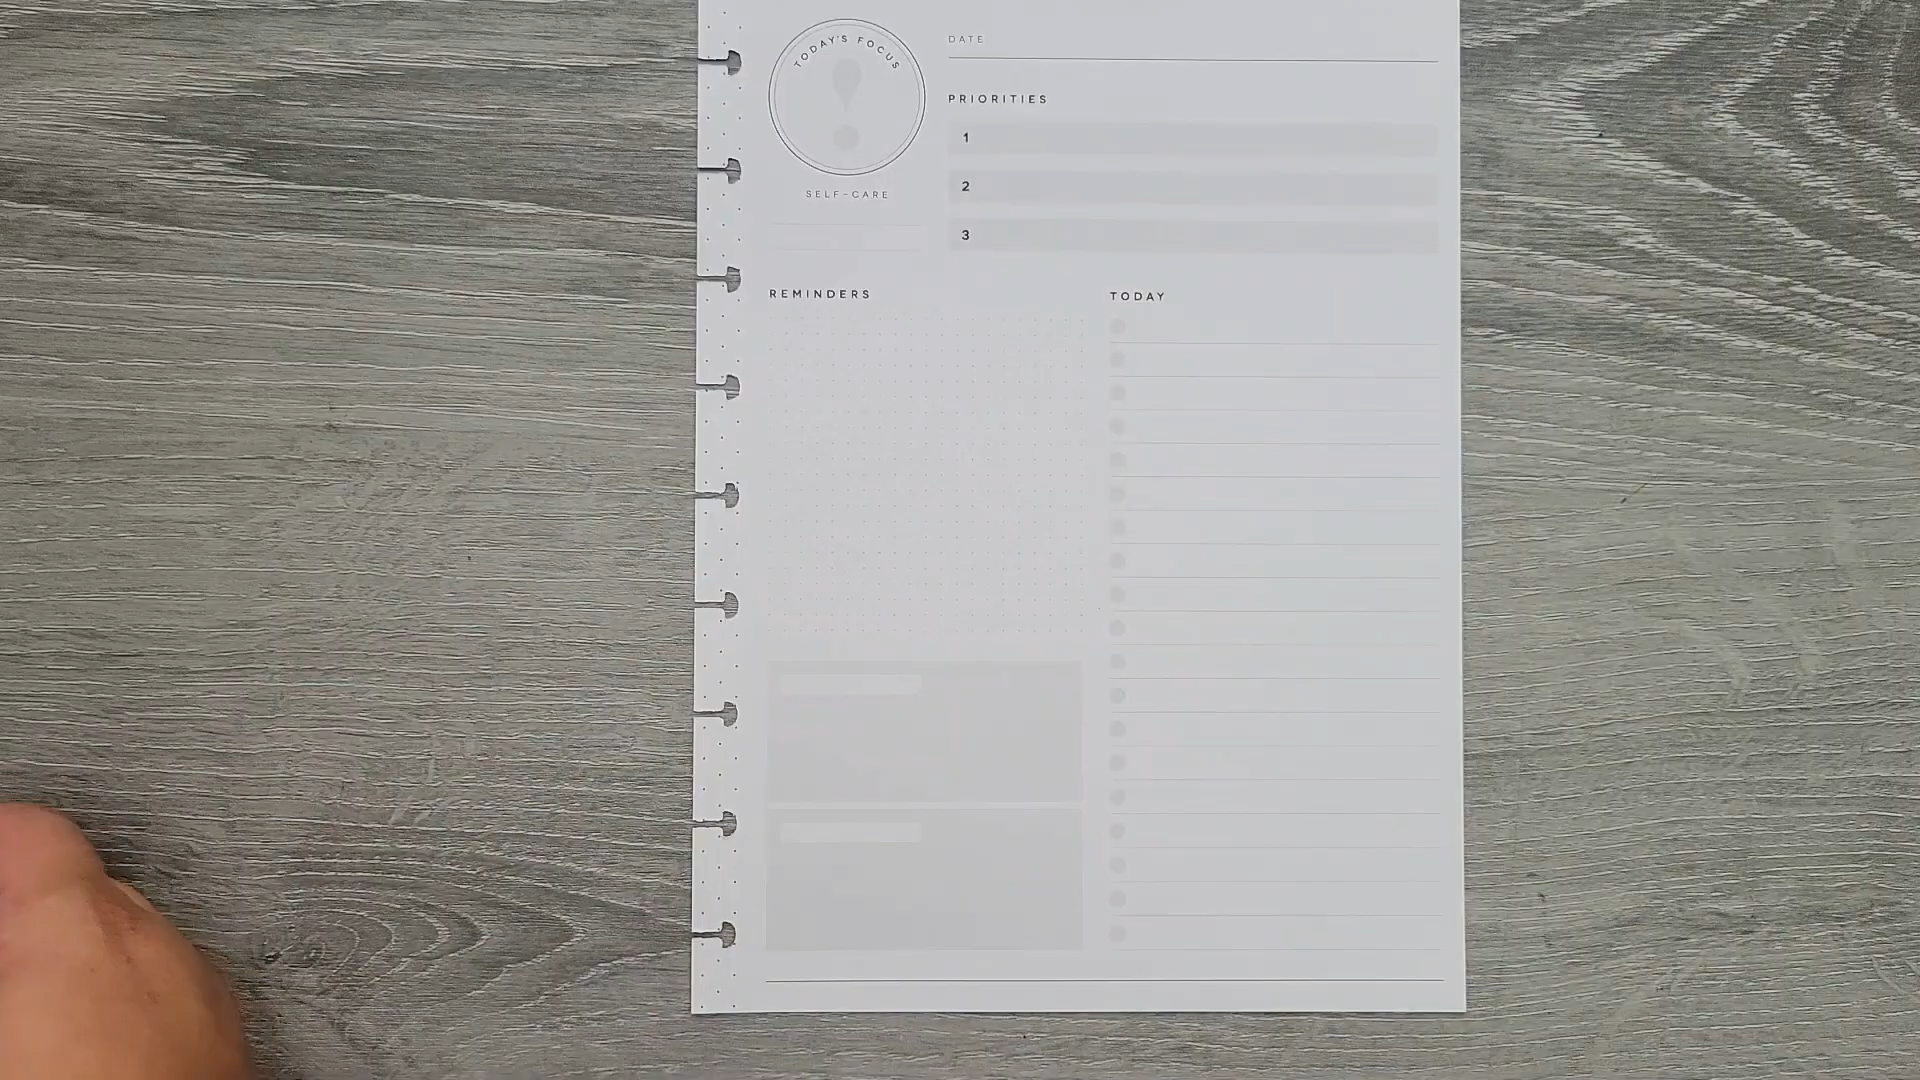 TODAY'S FOCUS
DATE
PRIORITIES
1
2
3
SELF-CARE
REMINDERS
TODAY